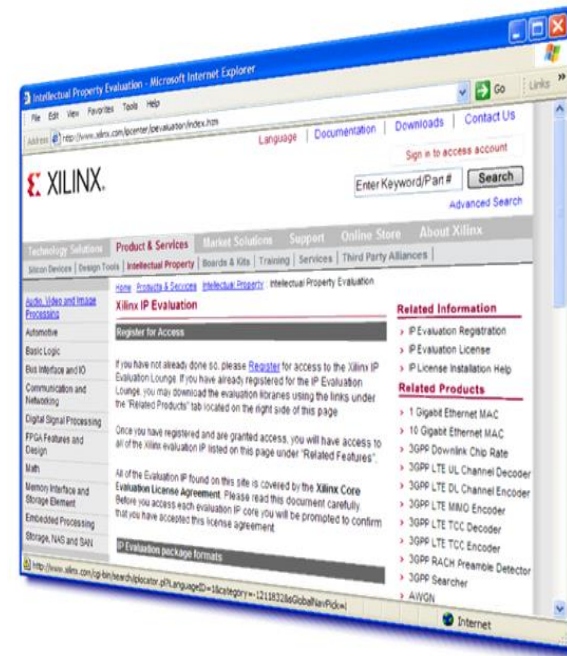 Intellectual Property Evaluation - Microsoft Internet Explorer
File Edit View Favorites Tools Help
Address http://www.xilinx.com/ipcenter/ipevaluation/index.htm
Go Links »
Language | Documentation | Downloads | Contact Us
Sign in to access account
XILINX.
Enter Keyword/Part # Search
Advanced Search
Technology Solutions Product & Services Market Solutions Support Online Store About Xilinx
Silicon Devices | Design Tools | Intellectual Property | Boards & Kits | Training | Services | Third Party Alliances |
Home Products & Services Intellectual Property Intellectual Property Evaluation
Audio, Video and Image Processing
Automotive
Basic Logic
Bus Interface and IO
Communication and Networking
Digital Signal Processing
FPGA Features and Design
Math
Memory Interface and Storage Element
Embedded Processing
Storage, NAS and SAN
Xilinx IP Evaluation
Register for Access
If you have not already done so, please Register for access to the Xilinx IP
Evaluation Lounge. If you have already registered for the IP Evaluation
Lounge, you may download the evaluation libraries using the links under
the "Related Products" tab located on the right side of this page
Once you have registered and are granted access, you will have access to
all of the Xilinx evaluation IP listed on this page under "Related Features".
All of the Evaluation IP found on this site is covered by the Xilinx Core
Evaluation License Agreement. Please read this document carefully.
Before you access each evaluation IP core you will be prompted to confirm
that you have accepted this license agreement
IP Evaluation package formats
Related Information
IP Evaluation Registration
IP Evaluation License
IP License Installation Help
Related Products
1 Gigabit Ethernet MAC
10 Gigabit Ethernet MAC
3GPP Downlink Chip Rate
3GPP LTE UL Channel Decoder
3GPP LTE DL Channel Encoder
3GPP LTE MIMO Encoder
3GPP LTE TCC Decoder
3GPP LTE TCC Encoder
3GPP RACH Preamble Detector
3GPP Searcher
AWGN
Internet